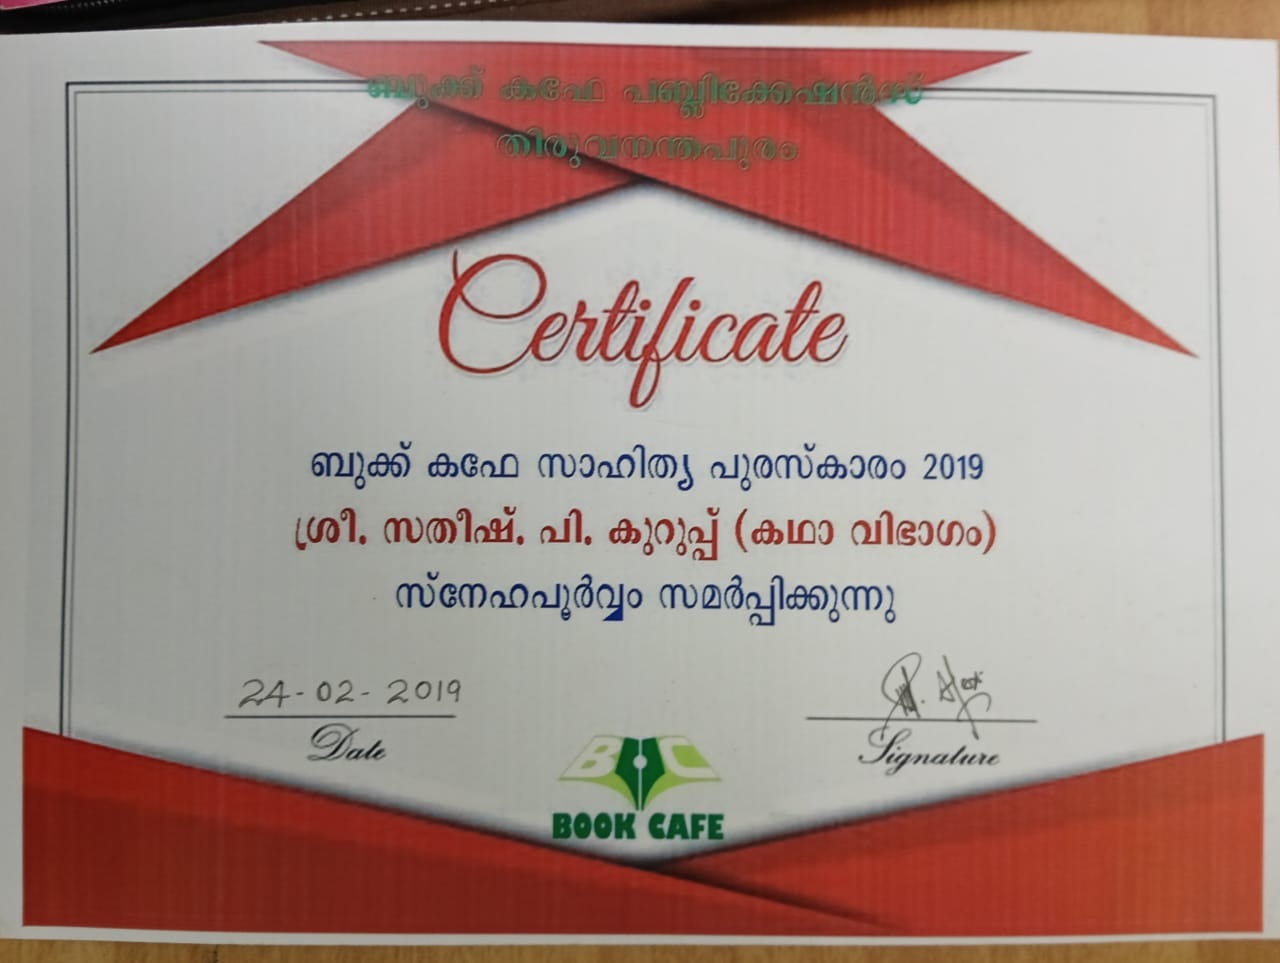 ബുക്ക് കഫേ പബ്ലിക്കേഷൻസ്
തിരുവനന്തപുരം
Certificate
ബുക്ക് കഫേ സാഹിത്യ പുരസ്കാരം 2019
ശ്രീ. സതീഷ്. പി. കുറുപ്പ് (കഥാ വിഭാഗം)
സ്നേഹപൂർവ്വം സമർപ്പിക്കുന്നു
24-02-2019
Date
Signature
B C
BOOK CAFE